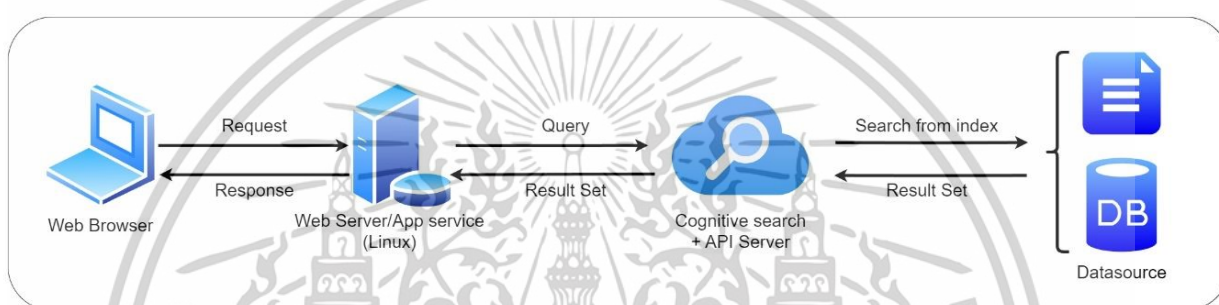 Request
Response
Web Browser
Web Server/App service
(Linux)
Query
Result Set
Cognitive search
+ API Server
Search from index
Result Set
DB
Datasource